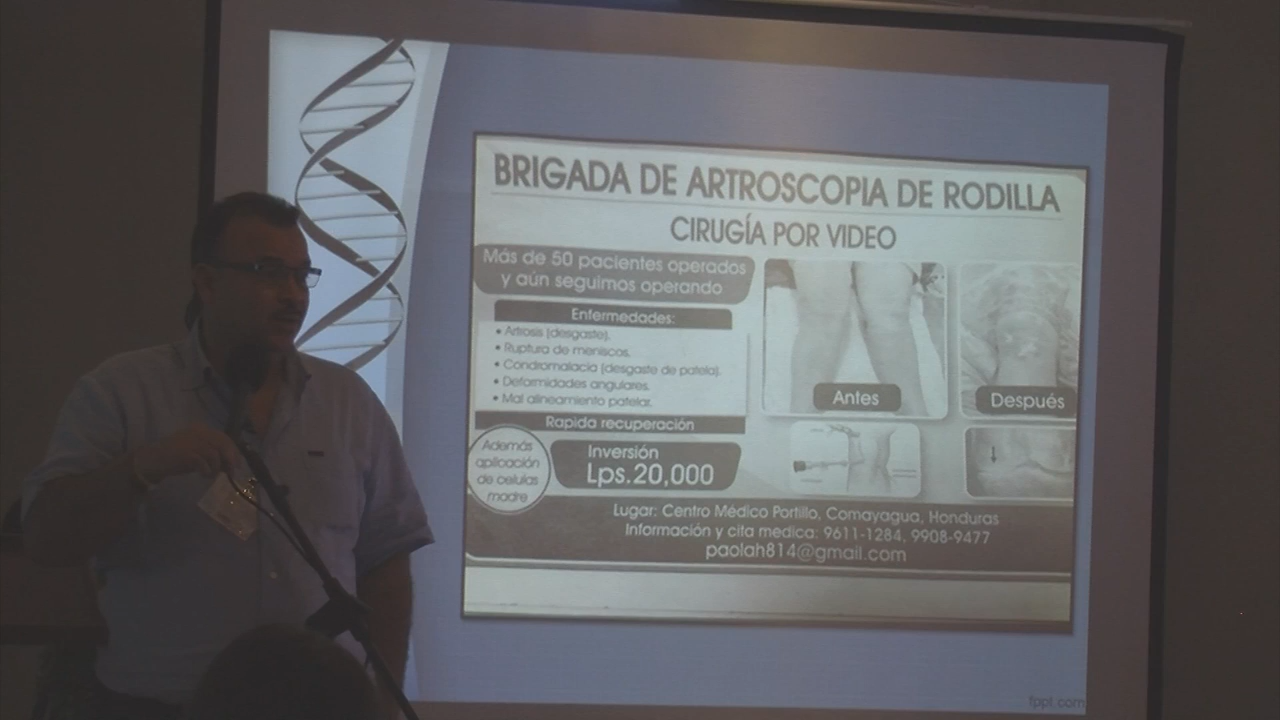 BRIGADA DE ARTROSCOPIA DE RODILLA
CIRUGÍA POR VIDEO
Más de 50 pacientes operados
y aún seguimos operando
Enfermedades:
• Artrosis (desgaste).
• Ruptura de meniscos.
• Condromalacia (desgaste de patela).
• Deformidades angulares.
• Mal alineamiento patelar.
Rapida recuperación
Además
aplicación
de celulas
madre
Inversión
Lps.20,000
Antes
Después
Lugar: Centro Médico Portillo, Comayagua, Honduras
Información y cita medica: 9611-1284, 9908-9477
paolah814@gmail.com
fppt.com